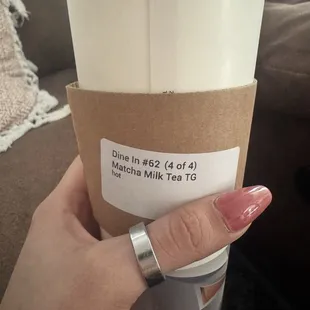 Dine In #62 (4 of 4)
Matcha Milk Tea TG
hot